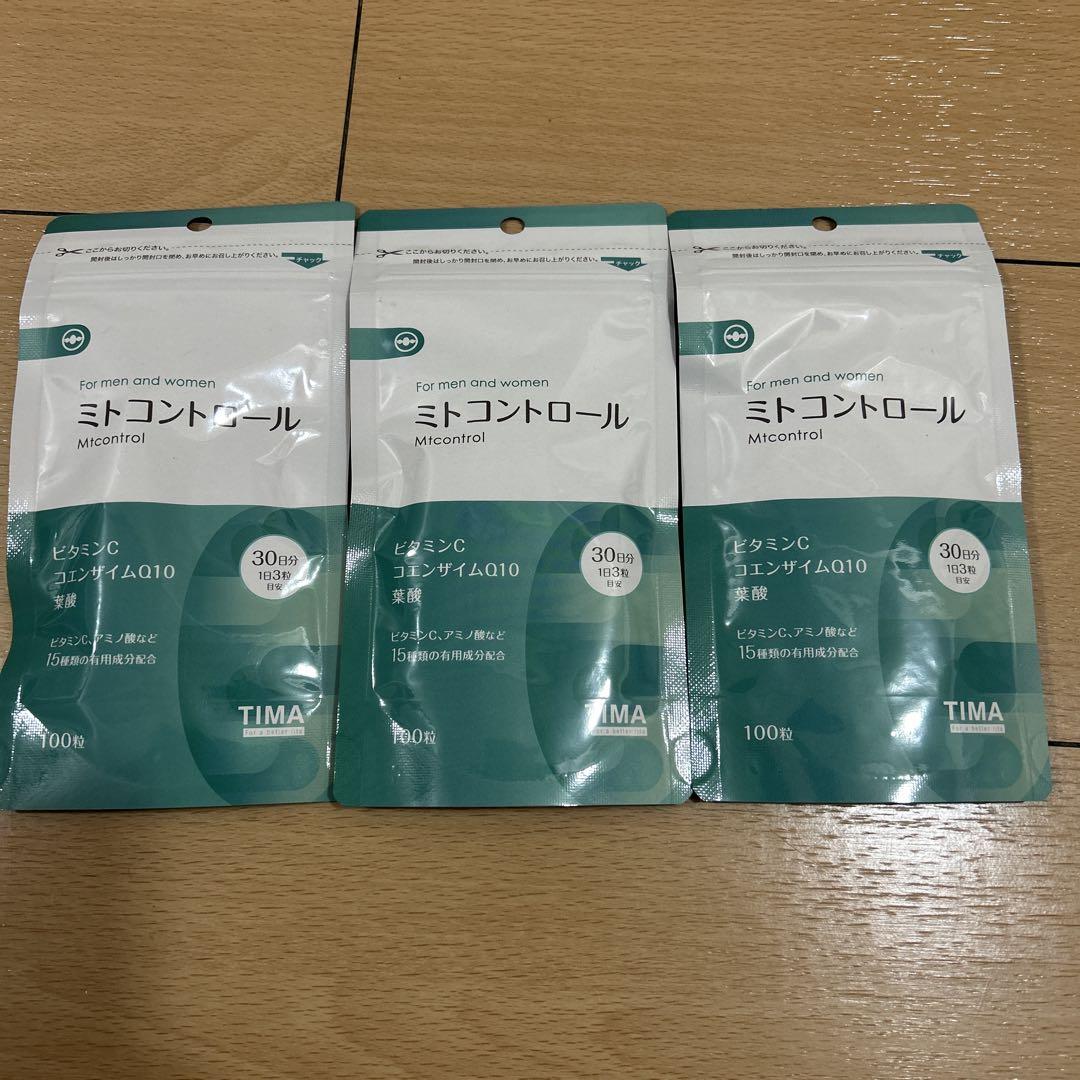 ここからお切りください。
開封後はしっかり開封口を閉め、お早めにお召し上がりください。
チャック
For men and women
ミトコントロール
Mtcontrol
ビタミンC
コエンザイムQ10
葉酸
30日分
1日3粒
目安
ビタミンC、アミノ酸など
15種類の有用成分配合
TIMA
For a better life
100粒
ここからお切りください。
開封後はしっかり開封口を閉め、お早めにお召し上がりください。
チャック
For men and women
ミトコントロール
Mtcontrol
ビタミンC
コエンザイムQ10
葉酸
30日分
1日3粒
目安
ビタミンC、アミノ酸など
15種類の有用成分配合
TIMA
For a better life
100粒
ここからお切りください。
開封後はしっかり開封口を閉め、お早めにお召し上がりください。
チャック
For men and women
ミトコントロール
Mtcontrol
ビタミンC
コエンザイムQ10
葉酸
30日分
1日3粒
目安
ビタミンC、アミノ酸など
15種類の有用成分配合
TIMA
For a better life
100粒